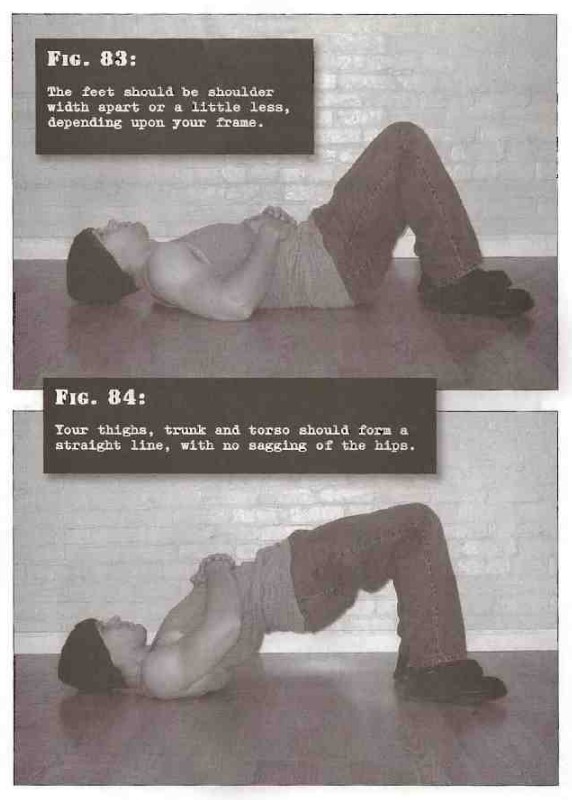 Fig. 83:
The feet should be shoulder
width apart or a little less,
depending upon your frame.
Fig. 84:
Your thighs, trunk and torso should form a
straight line, with no sagging of the hips.